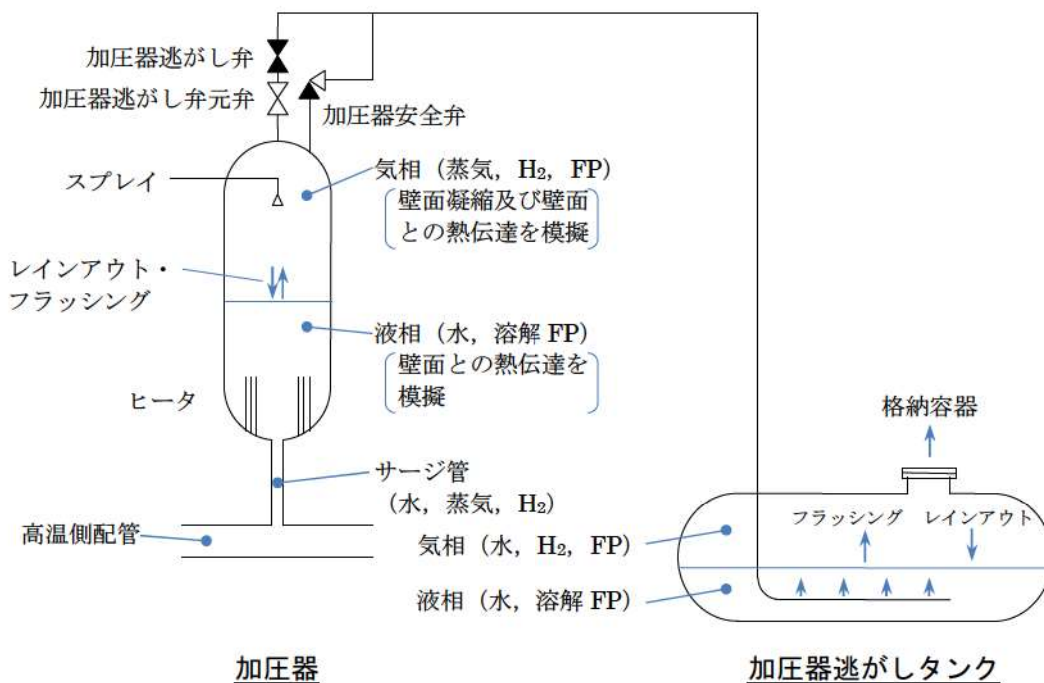 加圧器逃がし弁
加圧器逃がし弁元弁
加圧器安全弁
スプレイ
気相（蒸気，H₂，FP）
壁面凝縮及び壁面
との熱伝達を模擬
レインアウト・
フラッシング
液相（水，溶解 FP）
壁面との熱伝達を
模擬
ヒータ
サージ管
（水，蒸気，H₂）
高温側配管
加圧器
格納容器
フラッシング
レインアウト
気相（水，H₂，FP）
液相（水，溶解 FP）
加圧器逃がしタンク